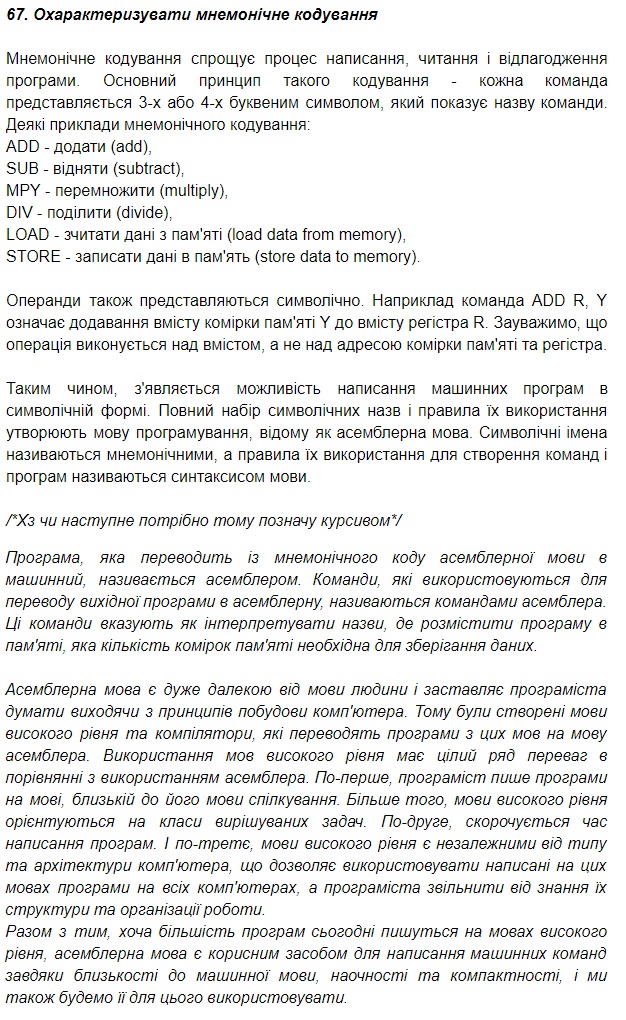 67. Охарактеризувати мнемонічне кодування
Мнемонічне кодування спрощує процес написання, читання і відлагодження
програми. Основний принцип такого кодування - кожна команда
представляється 3-х або 4-х буквеним символом, який показує назву команди.
Деякі приклади мнемонічного кодування:
ADD - додати (add),
SUB - відняти (subtract),
MPY - перемножити (multiply),
DIV - поділити (divide),
LOAD - зчитати дані з пам'яті (load data from memory),
STORE - записати дані в пам'ять (store data to memory).
Операнди також представляються символічно. Наприклад команда ADD R, Y
означає додавання вмісту комірки пам'яті Y до вмісту регістра R. Зауважимо, що
операція виконується над вмістом, а не над адресою комірки пам'яті та регістра.
Таким чином, з'являється можливість написання машинних програм в
символічній формі. Повний набір символічних назв і правила їх використання
утворюють мову програмування, відому як асемблерна мова. Символічні імена
називаються мнемонічними, а правила їх використання для створення команд і
програм називаються синтаксисом мови.
/*Хз чи наступне потрібно тому позначу курсивом*/
Програма, яка переводить із мнемонічного коду асемблерної мови в
машинний, називається асемблером. Команди, які використовуються для
переводу вихідної програми в асемблерну, називаються командами асемблера.
Ці команди вказують як інтерпретувати назви, де розмістити програму в
пам'яті, яка кількість комірок пам'яті необхідна для зберігання даних.
Асемблерна мова є дуже далекою від мови людини і заставляє програміста
думати виходячи з принципів побудови комп'ютера. Тому були створені мови
високого рівня та компілятори, які переводять програми з цих мов на мову
асемблера. Використання мов високого рівня має цілий ряд переваг в
порівнянні з використанням асемблера. По-перше, програміст пише програми
на мові, близькій до його мови спілкування. Більше того, мови високого рівня
орієнтуються на класи вирішуваних задач. По-друге, скорочується час
написання програм. І по-третє, мови високого рівня є незалежними від типу
та архітектури комп'ютера, що дозволяє використовувати написані на цих
мовах програми на всіх комп'ютерах, а програміста звільнити від знання їх
структури та організації роботи.
Разом з тим, хоча більшість програм сьогодні пишуться на мовах високого
рівня, асемблерна мова є корисним засобом для написання машинних команд
завдяки близькості до машинної мови, наочності та компактності, і ми
також будемо її для цього використовувати.